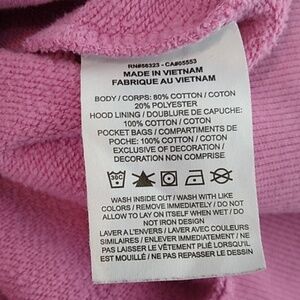 RN#56323 - CA#05553
MADE IN VIETNAM
FABRIQUE AU VIETNAM
BODY / CORPS: 80% COTTON / COTON
20% POLYESTER
HOOD LINING / DOUBLURE DE CAPUCHE:
100% COTTON / COTON
POCKET BAGS / COMPARTIMENTS DE
POCHE: 100% COTTON / COTON
EXCLUSIVE OF DECORATION /
DÉCORATION NON COMPRISE
30C
WASH INSIDE OUT / WASH WITH LIKE
COLORS / REMOVE IMMEDIATELY / DO NOT
ALLOW TO LAY ON ITSELF WHEN WET / DO
NOT IRON DESIGN
LAVER À L'ENVERS / LAVER AVEC COULEURS
SIMILAIRES / ENLEVER IMMÉDIATEMENT / NE
PAS LAISSER LE VÊTEMENT PLIÉ LORSQU'IL
EST MOUILLÉ / NE PAS REPASSER LE DESSIN